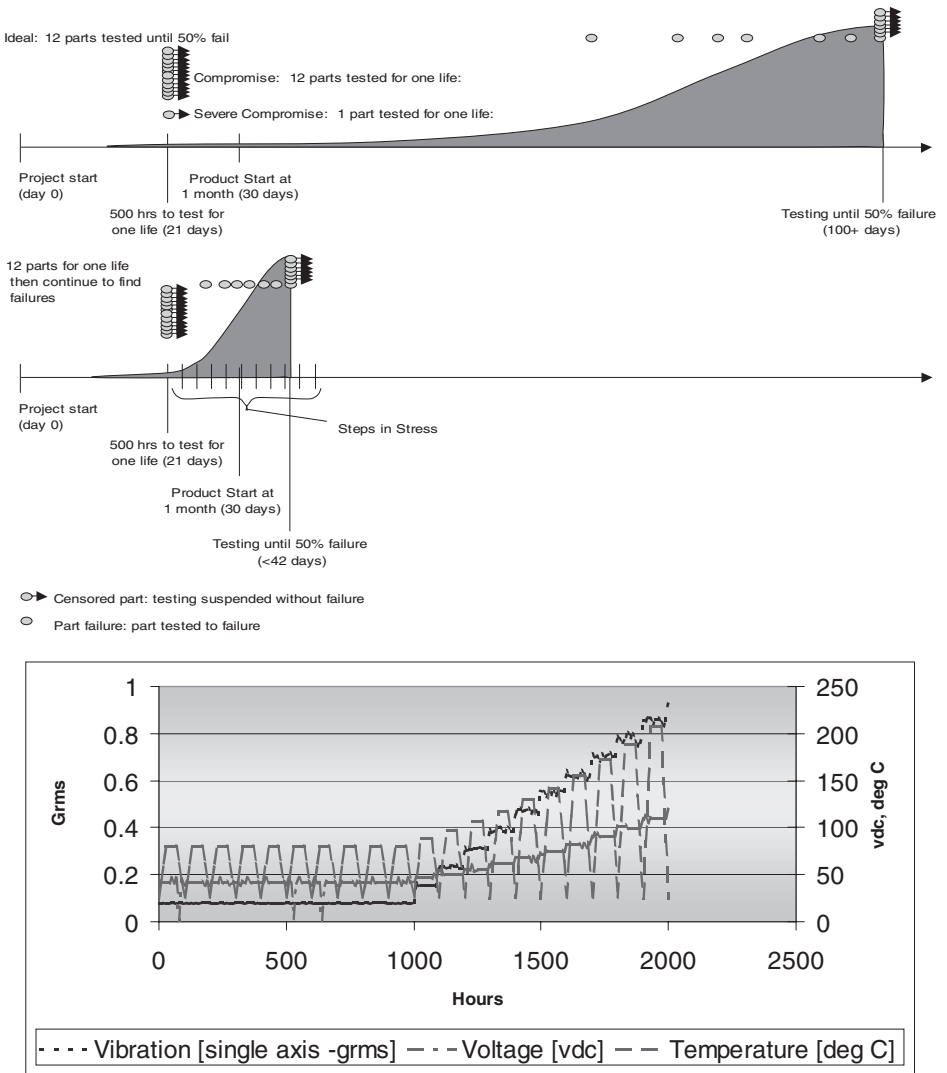 Ideal: 12 parts tested until 50% fail
Compromise: 12 parts tested for one life:
Severe Compromise: 1 part tested for one life:
Project start
(day 0)
Product Start at
1 month (30 days)
500 hrs to test for
one life (21 days)
Testing until 50% failure
(100+ days)
12 parts for one life
then continue to find
failures
Project start
(day 0)
Steps in Stress
500 hrs to test for
one life (21 days)
Product Start at
1 month (30 days)
Testing until 50% failure
(<42 days)
Censored part: testing suspended without failure
Part failure: part tested to failure
1
0.8
0.6
0.4
0.2
0
Grms
250
200
150
100
50
0
vdc, deg C
0 500 1000 1500 2000 2500
Hours
Vibration [single axis -grms] Voltage [vdc] Temperature [deg C]